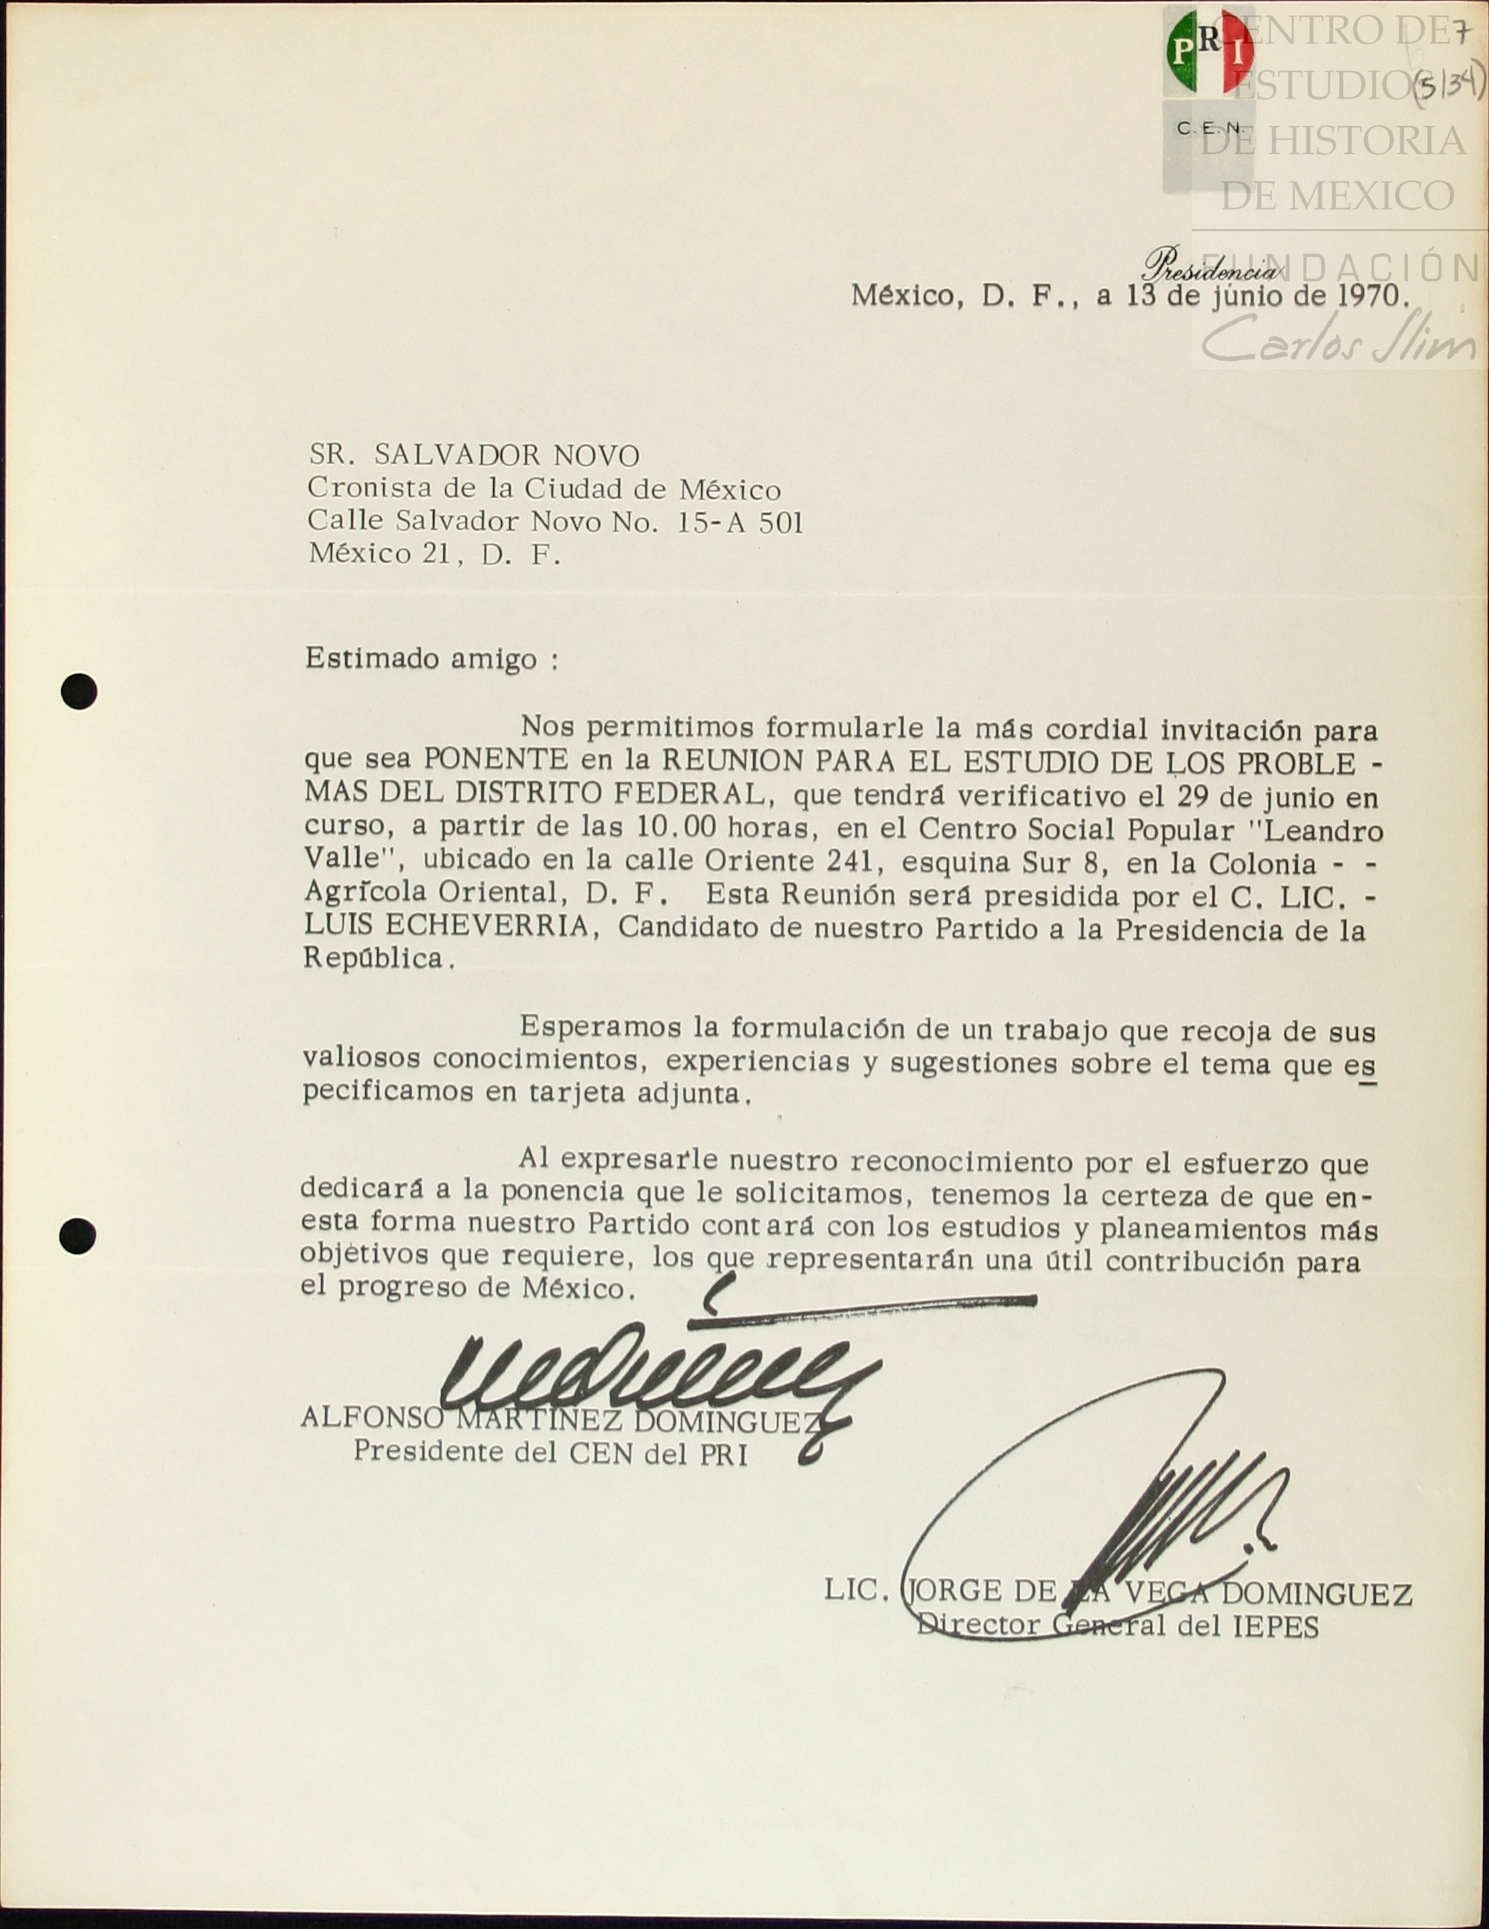 PRI
C. E. N.
CENTRO DE
ESTUDIOS
DE HISTORIA
DE MEXICO
FUNDACIÓN
Carlos Slim
7
(5/34)
Presidencia
México, D. F., a 13 de junio de 1970.
SR. SALVADOR NOVO
Cronista de la Ciudad de México
Calle Salvador Novo No. 15-A 501
México 21, D. F.
Estimado amigo :
Nos permitimos formularle la más cordial invitación para
que sea PONENTE en la REUNION PARA EL ESTUDIO DE LOS PROBLE -
MAS DEL DISTRITO FEDERAL, que tendrá verificativo el 29 de junio en
curso, a partir de las 10.00 horas, en el Centro Social Popular "Leandro
Valle", ubicado en la calle Oriente 241, esquina Sur 8, en la Colonia - -
Agrícola Oriental, D. F. Esta Reunión será presidida por el C. LIC. -
LUIS ECHEVERRIA, Candidato de nuestro Partido a la Presidencia de la
República.
Esperamos la formulación de un trabajo que recoja de sus
valiosos conocimientos, experiencias y sugestiones sobre el tema que es
pecificamos en tarjeta adjunta.
Al expresarle nuestro reconocimiento por el esfuerzo que
dedicará a la ponencia que le solicitamos, tenemos la certeza de que en-
esta forma nuestro Partido contará con los estudios y planeamientos más
objetivos que requiere, los que representarán una útil contribución para
el progreso de México.
ALFONSO MARTINEZ DOMINGUEZ
Presidente del CEN del PRI
LIC. JORGE DE LA VEGA DOMINGUEZ
Director General del IEPES